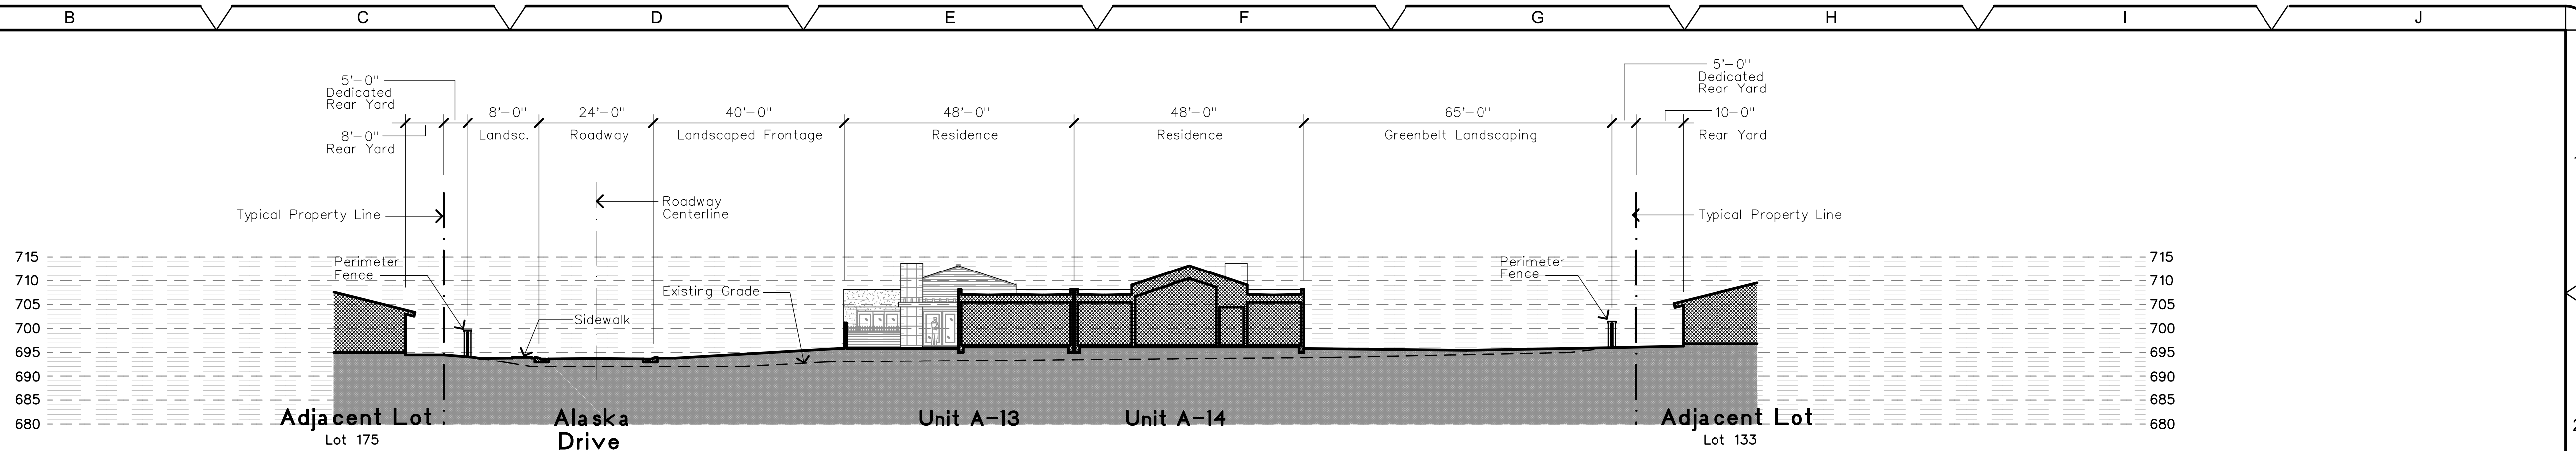 B C D E F G H I J
5'-0"
Dedicated
Rear Yard
8'-0"
Rear Yard
8'-0"
Landsc.
24'-0"
Roadway
40'-0"
Landscaped Frontage
48'-0"
Residence
48'-0"
Residence
65'-0"
Greenbelt Landscaping
5'-0"
Dedicated
Rear Yard
10'-0"
Rear Yard
Typical Property Line
Roadway
Centerline
Typical Property Line
Perimeter
Fence
Existing Grade
Sidewalk
Perimeter
Fence
715
710
705
700
695
690
685
680
715
710
705
700
695
690
685
680
Adjacent Lot
Lot 175
Alaska
Drive
Unit A-13
Unit A-14
Adjacent Lot
Lot 133